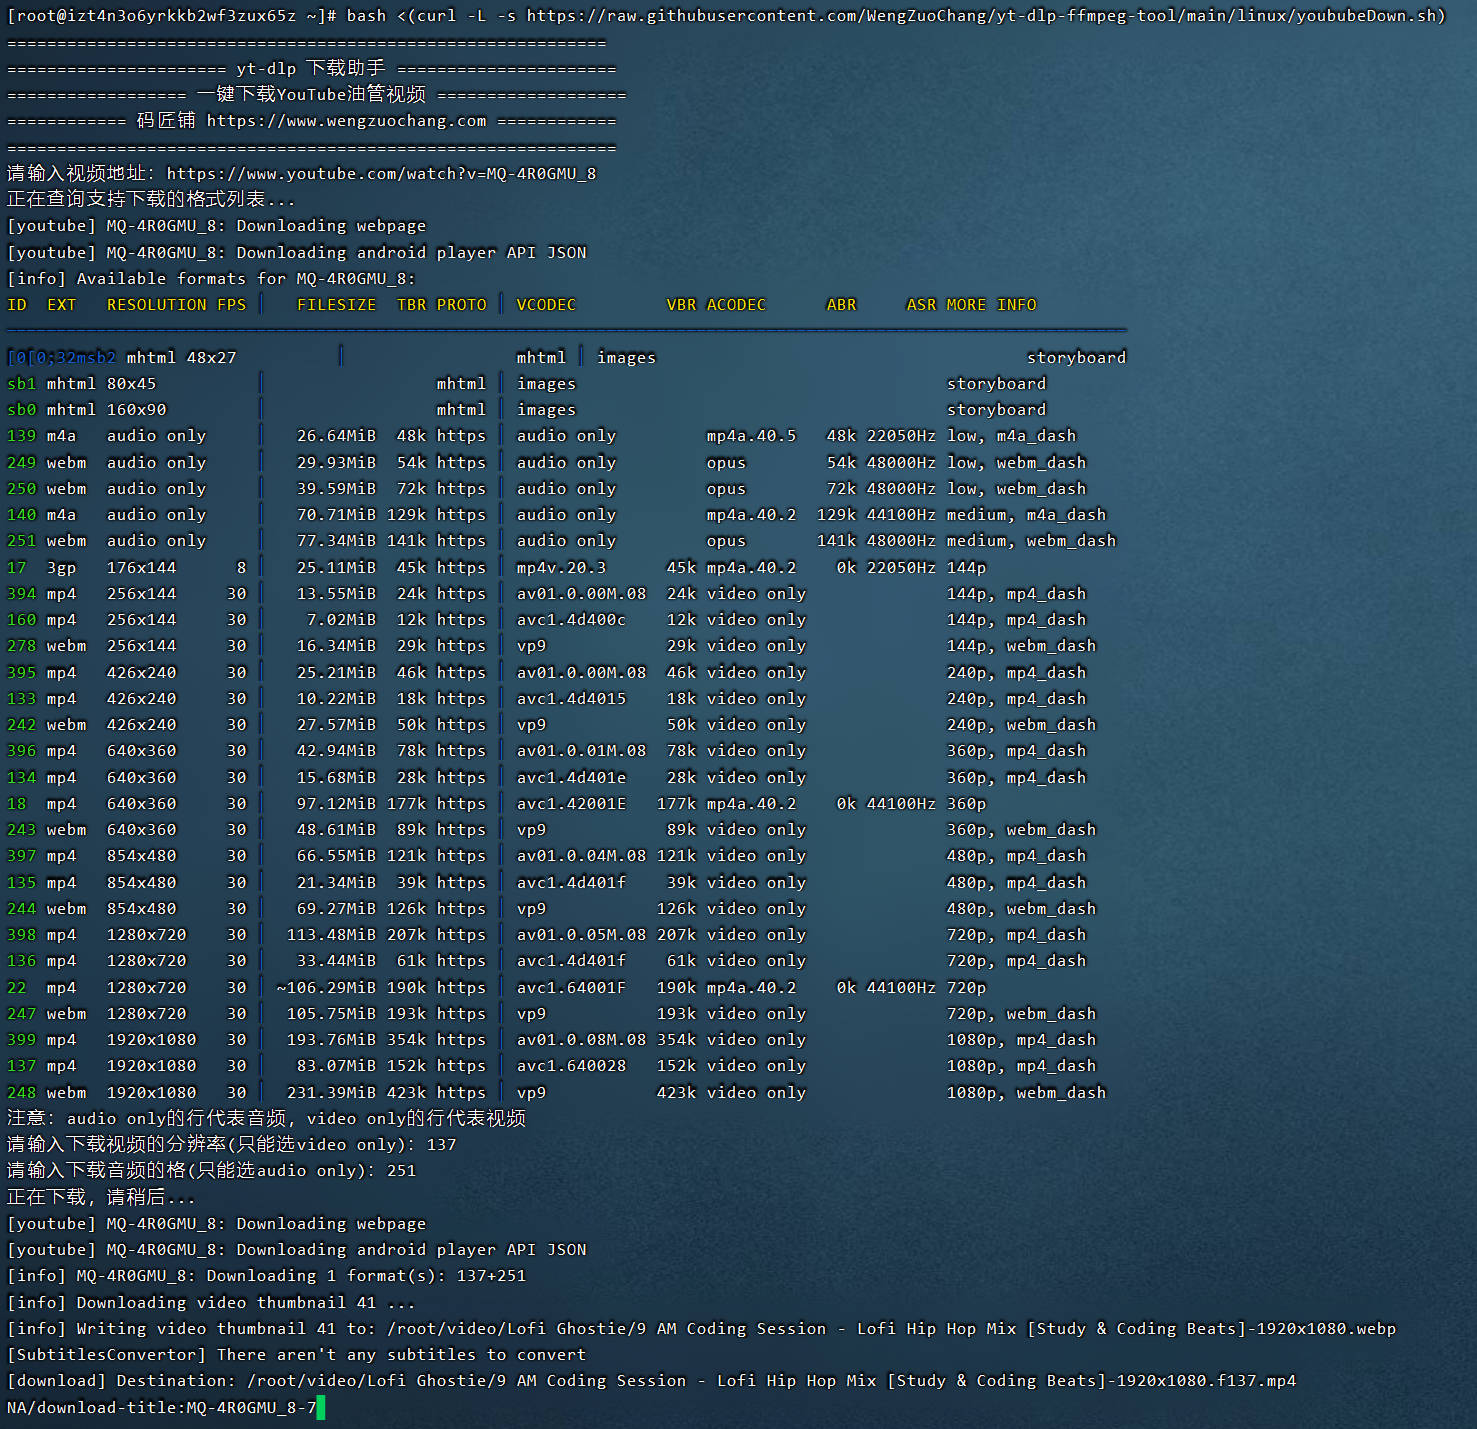 [root@izt4n3o6yrkkb2wf3zux65z ~]# bash <(curl -L -s https://raw.githubusercontent.com/WengZuoChang/yt-dlp-ffmpeg-tool/main/linux/yoububeDown.sh)
============================================================
====================== yt-dlp 下载助手 ======================
================== 一键下载YouTube油管视频 ===================
============ 码匠铺 https://www.wengzuochang.com ============
=============================================================
请输入视频地址：https://www.youtube.com/watch?v=MQ-4R0GMU_8
正在查询支持下载的格式列表...
[youtube] MQ-4R0GMU_8: Downloading webpage
[youtube] MQ-4R0GMU_8: Downloading android player API JSON
[info] Available formats for MQ-4R0GMU_8:
ID  EXT   RESOLUTION FPS │   FILESIZE  TBR PROTO │ VCODEC         VBR ACODEC      ABR     ASR MORE INFO
[0[0;32msb2 mhtml 48x27          │                 mhtml │ images                                     storyboard
sb1 mhtml 80x45          │                 mhtml │ images                                     storyboard
sb0 mhtml 160x90         │                 mhtml │ images                                     storyboard
139 m4a   audio only     │   26.64MiB  48k https │ audio only         mp4a.40.5   48k 22050Hz low, m4a_dash
249 webm  audio only     │   29.93MiB  54k https │ audio only         opus        54k 48000Hz low, webm_dash
250 webm  audio only     │   39.59MiB  72k https │ audio only         opus        72k 48000Hz low, webm_dash
140 m4a   audio only     │   70.71MiB 129k https │ audio only         mp4a.40.2  129k 44100Hz medium, m4a_dash
251 webm  audio only     │   77.34MiB 141k https │ audio only         opus       141k 48000Hz medium, webm_dash
17  3gp   176x144      8 │   25.11MiB  45k https │ mp4v.20.3      45k mp4a.40.2    0k 22050Hz 144p
394 mp4   256x144     30 │   13.55MiB  24k https │ av01.0.00M.08  24k video only              144p, mp4_dash
160 mp4   256x144     30 │    7.02MiB  12k https │ avc1.4d400c    12k video only              144p, mp4_dash
278 webm  256x144     30 │   16.34MiB  29k https │ vp9            29k video only              144p, webm_dash
395 mp4   426x240     30 │   25.21MiB  46k https │ av01.0.00M.08  46k video only              240p, mp4_dash
133 mp4   426x240     30 │   10.22MiB  18k https │ avc1.4d4015    18k video only              240p, mp4_dash
242 webm  426x240     30 │   27.57MiB  50k https │ vp9            50k video only              240p, webm_dash
396 mp4   640x360     30 │   42.94MiB  78k https │ av01.0.01M.08  78k video only              360p, mp4_dash
134 mp4   640x360     30 │   15.68MiB  28k https │ avc1.4d401e    28k video only              360p, mp4_dash
18  mp4   640x360     30 │   97.12MiB 177k https │ avc1.42001E   177k mp4a.40.2    0k 44100Hz 360p
243 webm  640x360     30 │   48.61MiB  89k https │ vp9            89k video only              360p, webm_dash
397 mp4   854x480     30 │   66.55MiB 121k https │ av01.0.04M.08 121k video only              480p, mp4_dash
135 mp4   854x480     30 │   21.34MiB  39k https │ avc1.4d401f    39k video only              480p, mp4_dash
244 webm  854x480     30 │   69.27MiB 126k https │ vp9           126k video only              480p, webm_dash
398 mp4   1280x720    30 │  113.48MiB 207k https │ av01.0.05M.08 207k video only              720p, mp4_dash
136 mp4   1280x720    30 │   33.44MiB  61k https │ avc1.4d401f    61k video only              720p, mp4_dash
22  mp4   1280x720    30 │ ~106.29MiB 190k https │ avc1.64001F   190k mp4a.40.2    0k 44100Hz 720p
247 webm  1280x720    30 │  105.75MiB 193k https │ vp9           193k video only              720p, webm_dash
399 mp4   1920x1080   30 │  193.76MiB 354k https │ av01.0.08M.08 354k video only              1080p, mp4_dash
137 mp4   1920x1080   30 │   83.07MiB 152k https │ avc1.640028   152k video only              1080p, mp4_dash
248 webm  1920x1080   30 │  231.39MiB 423k https │ vp9           423k video only              1080p, webm_dash
注意：audio only的行代表音频，video only的行代表视频
请输入下载视频的分辨率(只能选video only)：137
请输入下载音频的格(只能选audio only)：251
正在下载，请稍后...
[youtube] MQ-4R0GMU_8: Downloading webpage
[youtube] MQ-4R0GMU_8: Downloading android player API JSON
[info] MQ-4R0GMU_8: Downloading 1 format(s): 137+251
[info] Downloading video thumbnail 41 ...
[info] Writing video thumbnail 41 to: /root/video/Lofi Ghostie/9 AM Coding Session - Lofi Hip Hop Mix [Study & Coding Beats]-1920x1080.webp
[SubtitlesConvertor] There aren't any subtitles to convert
[download] Destination: /root/video/Lofi Ghostie/9 AM Coding Session - Lofi Hip Hop Mix [Study & Coding Beats]-1920x1080.f137.mp4
NA/download-title:MQ-4R0GMU_8-7